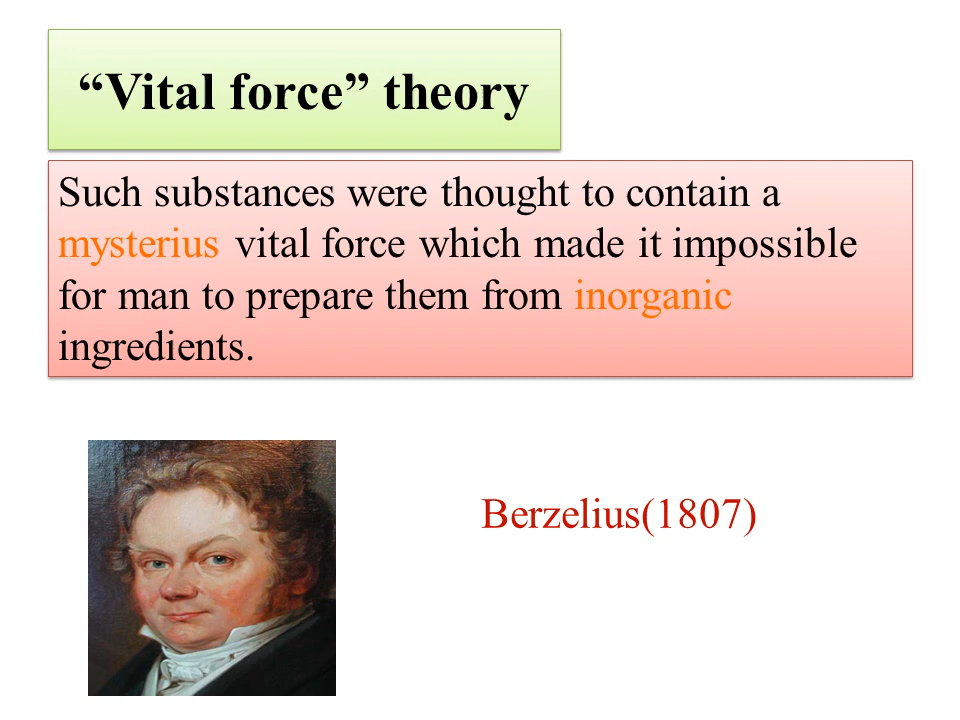 “Vital force” theory
Such substances were thought to contain a
mysterius vital force which made it impossible
for man to prepare them from inorganic
ingredients.
Berzelius(1807)